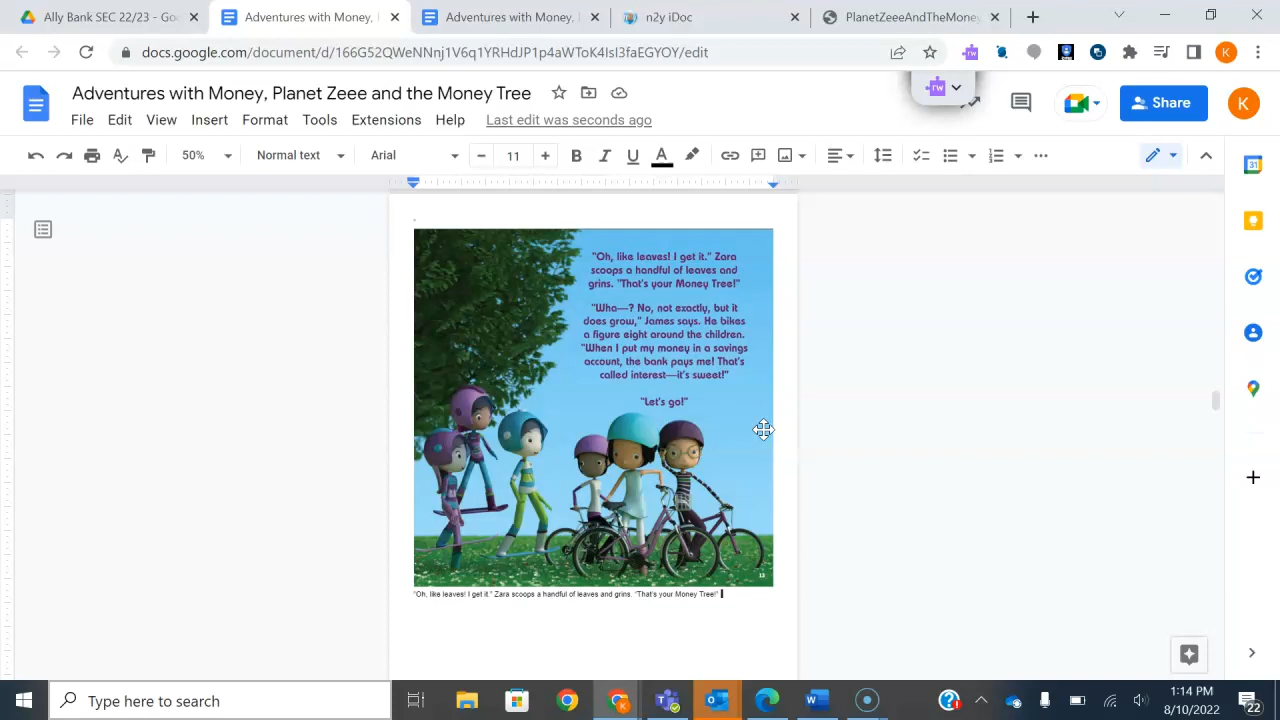 Ally Bank SEC 22/23 - Goo
Adventures with Money, 
Adventures with Money, 
n2y iDoc
PlanetZeeeAndTheMoney
docs.google.com/document/d/166G52QWeNNnj1V6q1YRHdJP1p4aWToK4IsI3faEGYOY/edit
rw
Adventures with Money, Planet Zeee and the Money Tree
rw
Share
K
File Edit View Insert Format Tools Extensions Help Last edit was seconds ago
50% Normal text Arial 11 B I U A
31
"Oh, like leaves! I get it." Zara
scoops a handful of leaves and
grins. "That's your Money Tree!"
"Wha—? No, not exactly, but it
does grow," James says. He bikes
a figure eight around the children.
"When I put my money in a savings
account, the bank pays me! That's
called interest—it's sweet!"
"Let's go!"
13
"Oh, like leaves! I get it." Zara scoops a handful of leaves and grins. "That's your Money Tree!"
Type here to search
1:14 PM
8/10/2022
22